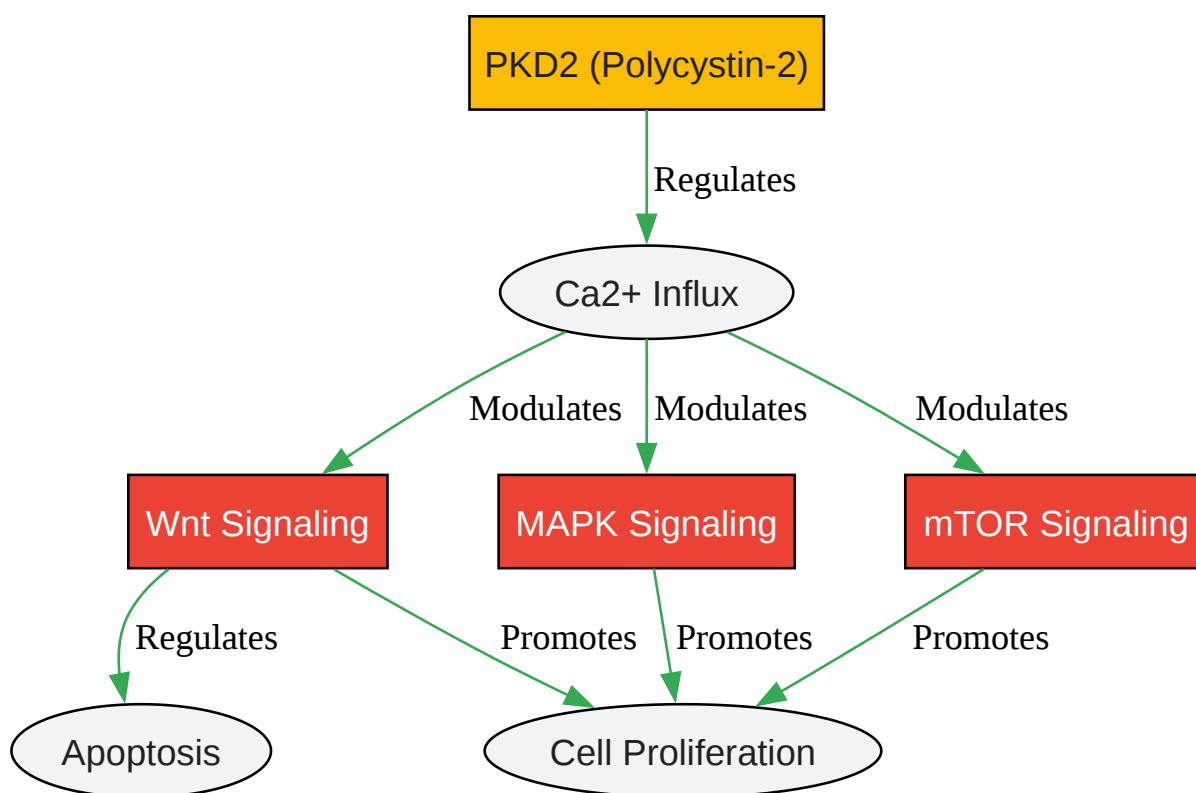 PKD2 (Polycystin-2)
Regulates
Ca2+ Influx
Modulates
Modulates
Modulates
Wnt Signaling
MAPK Signaling
mTOR Signaling
Regulates
Promotes
Promotes
Promotes
Apoptosis
Cell Proliferation